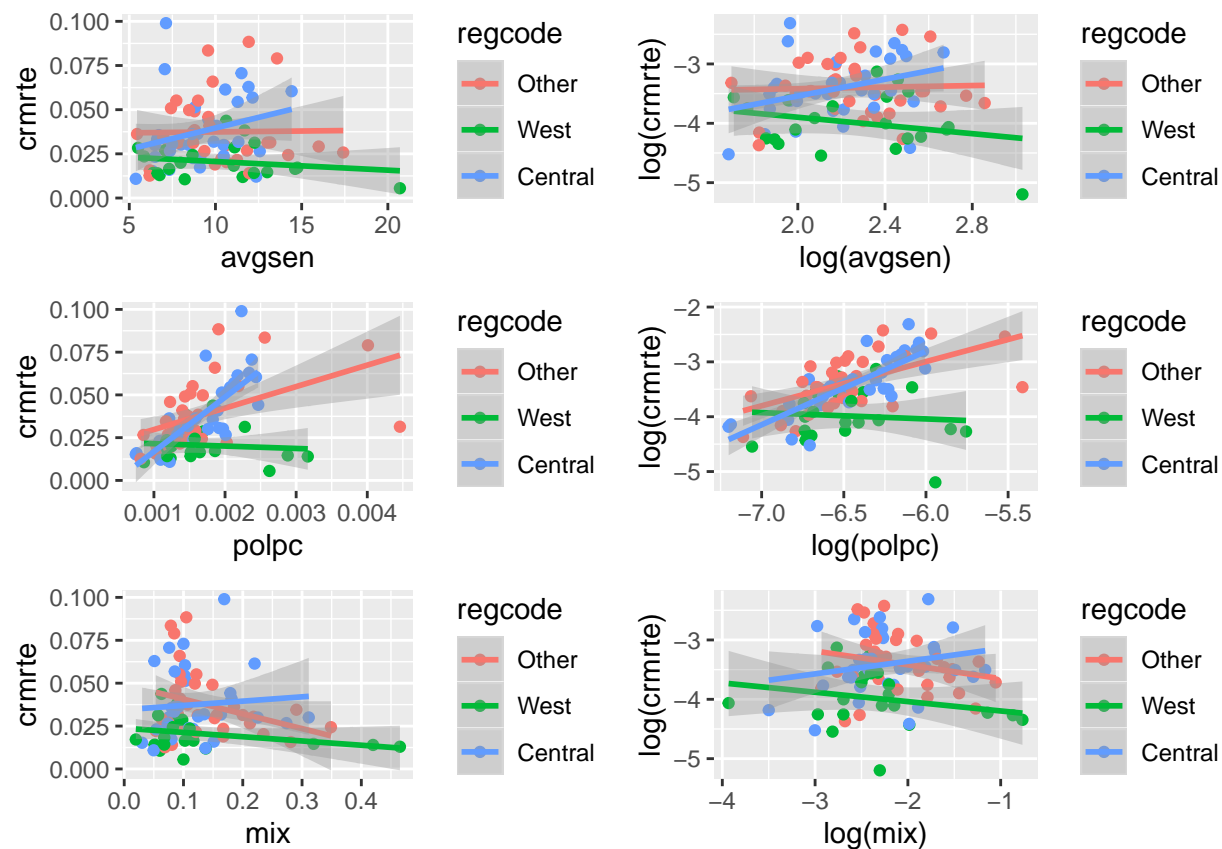 crmrte
0.100
0.075
0.050
0.025
0.000
5 10 15 20
avgsen
regcode
Other
West
Central
log(crmrte)
−3
−4
−5
2.0 2.4 2.8
log(avgsen)
regcode
Other
West
Central
crmrte
0.100
0.075
0.050
0.025
0.000
0.001 0.002 0.003 0.004
polpc
regcode
Other
West
Central
log(crmrte)
−2
−3
−4
−5
−7.0 −6.5 −6.0 −5.5
log(polpc)
regcode
Other
West
Central
crmrte
0.100
0.075
0.050
0.025
0.000
0.0 0.1 0.2 0.3 0.4
mix
regcode
Other
West
Central
log(crmrte)
−3
−4
−5
−4 −3 −2 −1
log(mix)
regcode
Other
West
Central